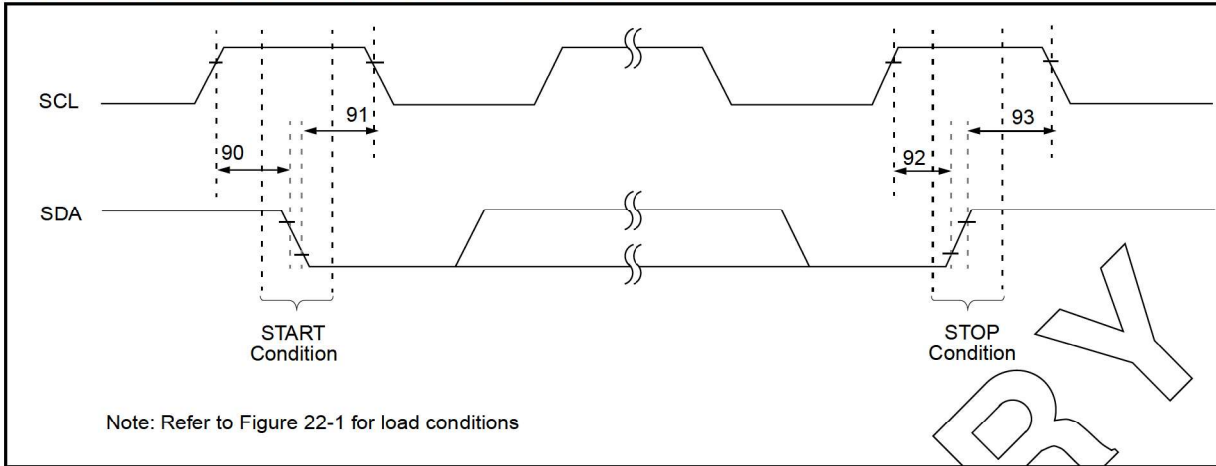 SCL
91
93
90
92
SDA
START
Condition
STOP
Condition
Note: Refer to Figure 22-1 for load conditions
R Y